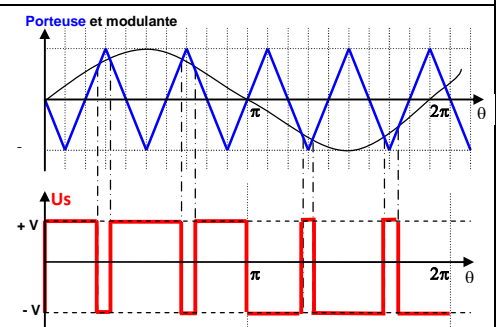 Porteuse et modulante
π
2π
θ
-
Us
+ V
π
2π
θ
- V